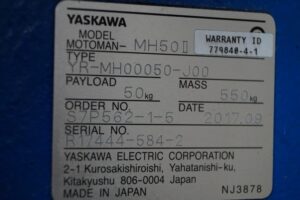 YASKAWA
MODEL
MOTOMAN- MH50II
WARRANTY ID
779840-4-1
TYPE
YR-MH00050-J00
PAYLOAD MASS
50kg 550kg
ORDER NO. DATE
S7P562-1-5 2017.09
SERIAL NO.
R17444-584-2
YASKAWA ELECTRIC CORPORATION
2-1 Kurosakishiroishi, Yahatanishi-ku,
Kitakyushu 806-0004 Japan
MADE IN JAPAN NJ3878